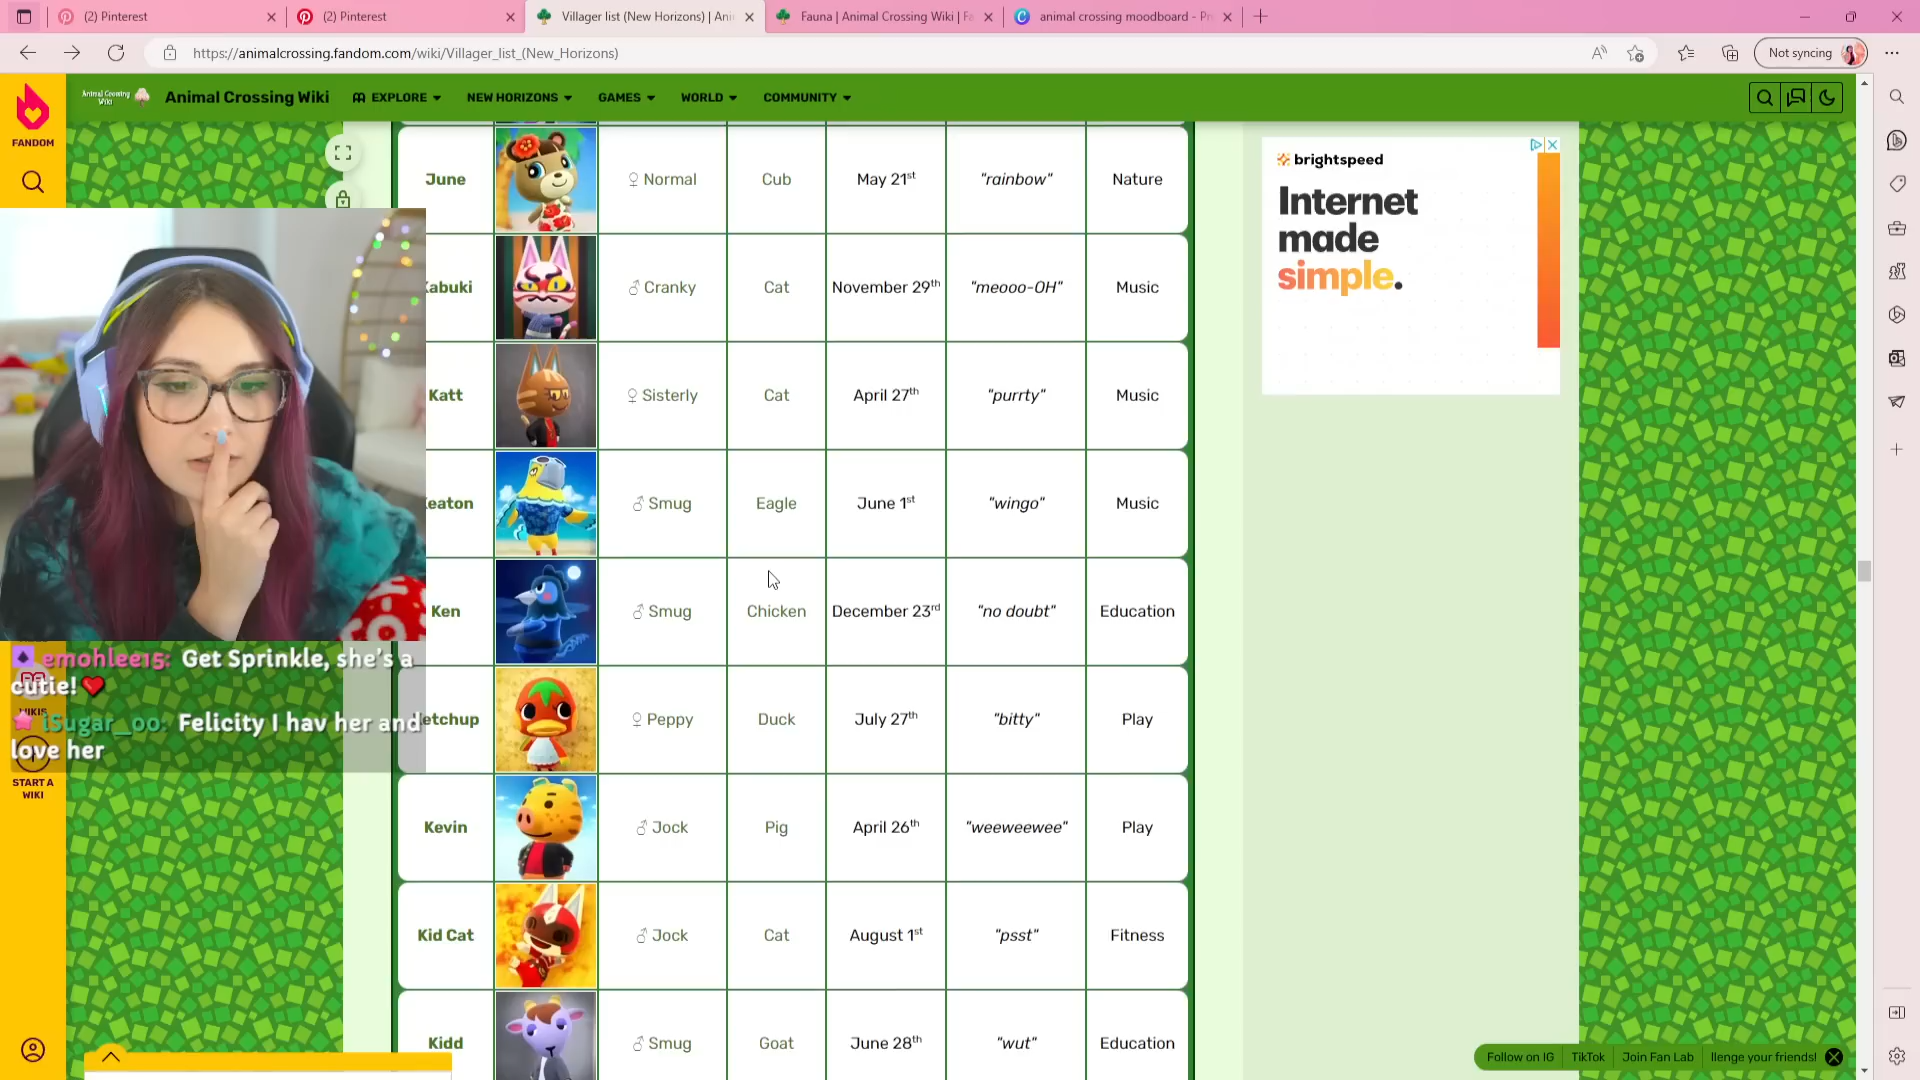 (2) Pinterest
(2) Pinterest
Villager list (New Horizons) | Ani
Fauna | Animal Crossing Wiki | Fa
animal crossing moodboard - Pr
https://animalcrossing.fandom.com/wiki/Villager_list_(New_Horizons)
Not syncing
FANDOM
Animal Crossing Wiki
Animal Crossing Wiki
EXPLORE
NEW HORIZONS
GAMES
WORLD
COMMUNITY
June ♀ Normal Cub May 21st "rainbow" Nature
Kabuki ♂ Cranky Cat November 29th "meooo-OH" Music
Katt ♀ Sisterly Cat April 27th "purrty" Music
eaton ♂ Smug Eagle June 1st "wingo" Music
Ken ♂ Smug Chicken December 23rd "no doubt" Education
etchup ♀ Peppy Duck July 27th "bitty" Play
Kevin ♂ Jock Pig April 26th "weeweewee" Play
Kid Cat ♂ Jock Cat August 1st "psst" Fitness
Kidd ♂ Smug Goat June 28th "wut" Education
brightspeed
Internet
made
simple.
emohlee15: Get Sprinkle, she's a
cutie! ❤
iSugar_oo: Felicity I hav her and
love her
WIKIS
START A
WIKI
Follow on IG
TikTok
Join Fan Lab
llenge your friends!